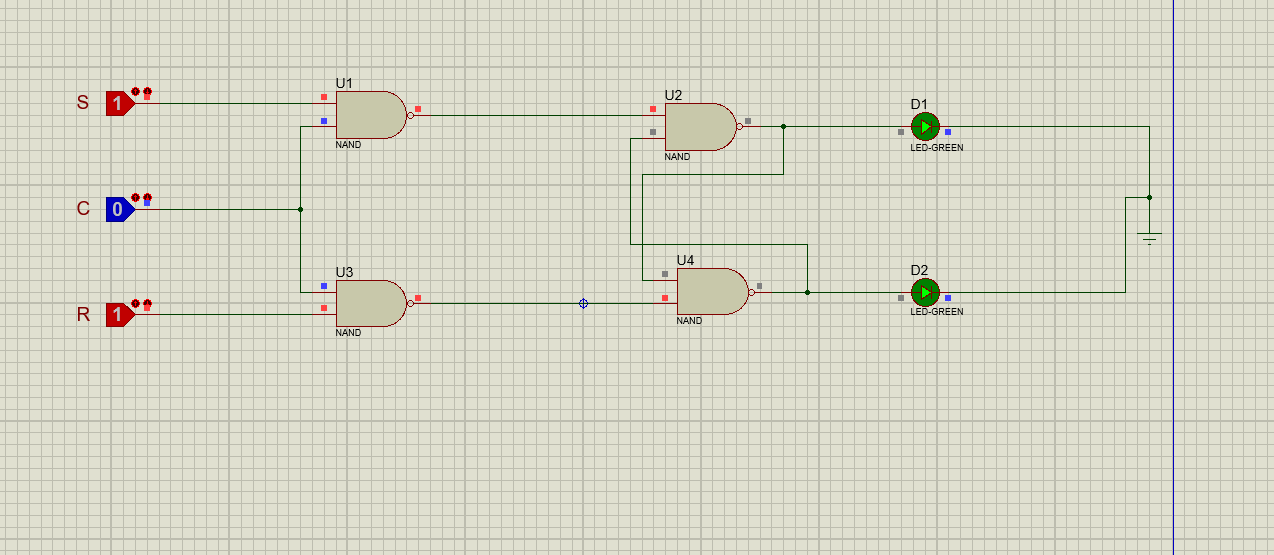 U1
S 1
NAND
U2
NAND
D1
LED-GREEN
C 0
U3
R 1
NAND
U4
NAND
D2
LED-GREEN